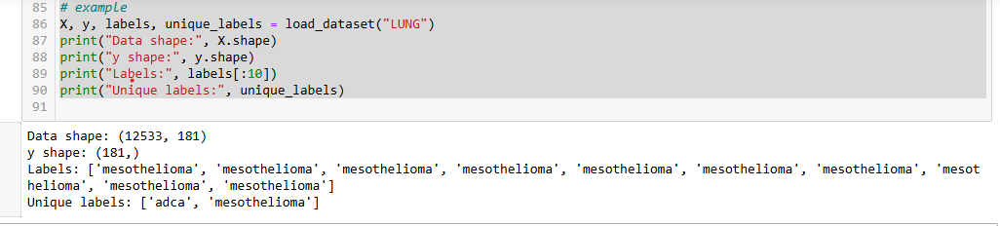 85 # example
86 X, y, labels, unique_labels = load_dataset("LUNG")
87 print("Data shape:", X.shape)
88 print("y shape:", y.shape)
89 print("Labels:", labels[:10])
90 print("Unique labels:", unique_labels)
91
Data shape: (12533, 181)
y shape: (181,)
Labels: ['mesothelioma', 'mesothelioma', 'mesothelioma', 'mesothelioma', 'mesothelioma', 'mesothelioma', 'mesothelioma', 'mesot
helioma', 'mesothelioma', 'mesothelioma']
Unique labels: ['adca', 'mesothelioma']